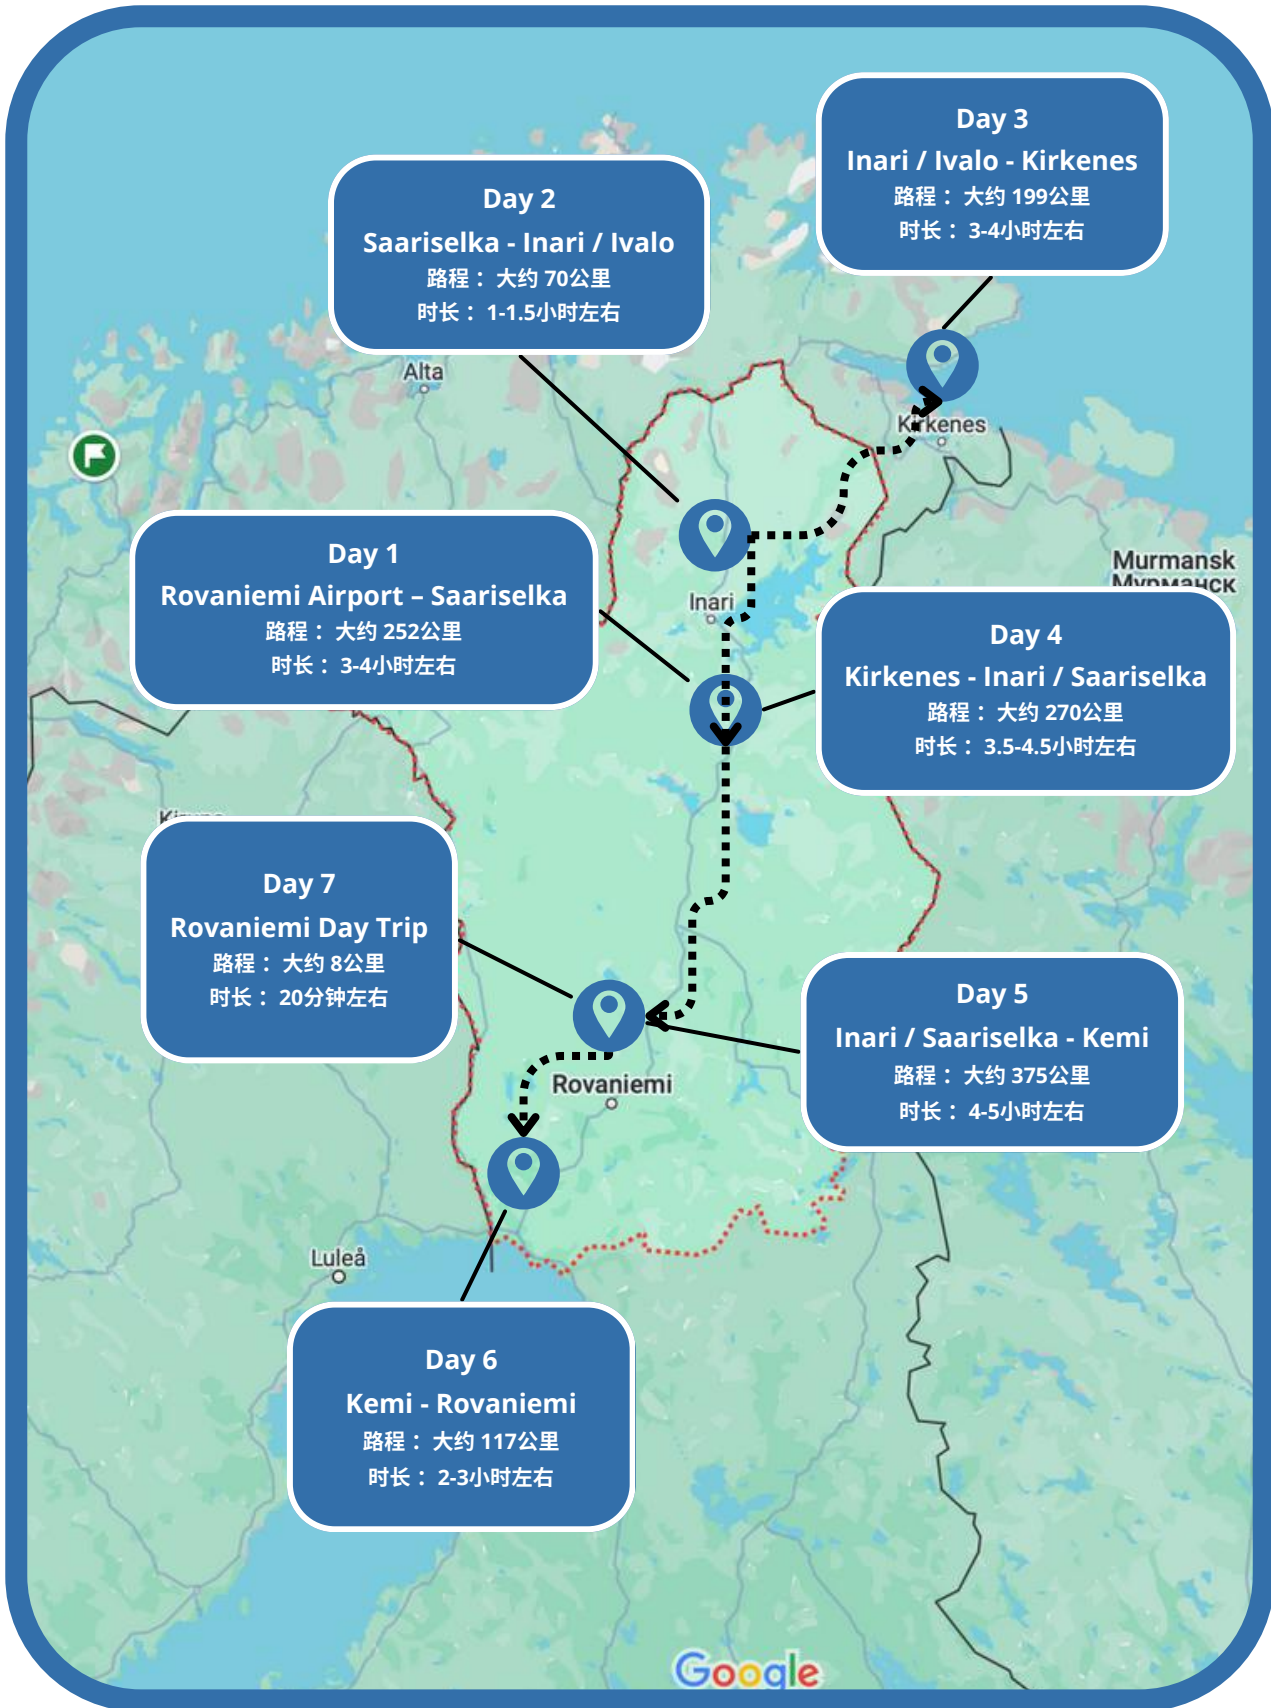 Day 3
Inari / Ivalo - Kirkenes
路程： 大约 199公里
时长： 3-4小时左右
Day 2
Saariselka - Inari / Ivalo
路程： 大约 70公里
时长： 1-1.5小时左右
Alta
Kirkenes
Day 1
Rovaniemi Airport – Saariselka
路程： 大约 252公里
时长： 3-4小时左右
Murmansk
Мурманск
Inari
Day 4
Kirkenes - Inari / Saariselka
路程： 大约 270公里
时长： 3.5-4.5小时左右
Day 7
Rovaniemi Day Trip
路程： 大约 8公里
时长： 20分钟左右
Day 5
Inari / Saariselka - Kemi
路程： 大约 375公里
时长： 4-5小时左右
Rovaniemi
Luleå
Day 6
Kemi - Rovaniemi
路程： 大约 117公里
时长： 2-3小时左右
Google